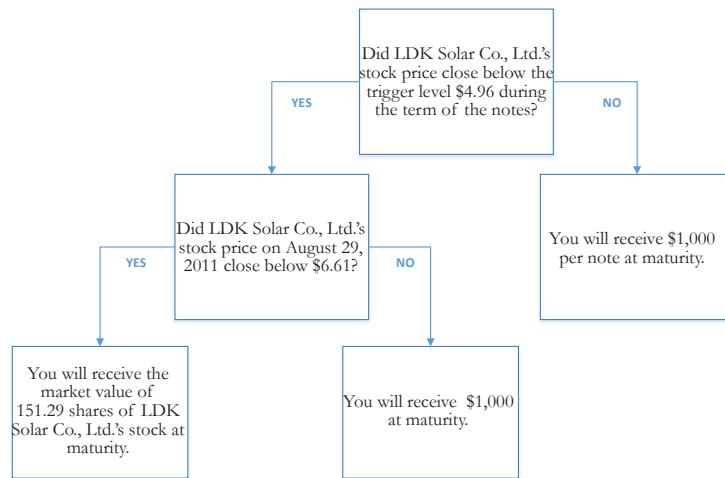 Did LDK Solar Co., Ltd.'s
stock price close below the
trigger level $4.96 during
the term of the notes?
YES
NO
Did LDK Solar Co., Ltd.'s
stock price on August 29,
2011 close below $6.61?
You will receive $1,000
per note at maturity.
YES
NO
You will receive the
market value of
151.29 shares of LDK
Solar Co., Ltd.'s stock at
maturity.
You will receive $1,000
at maturity.